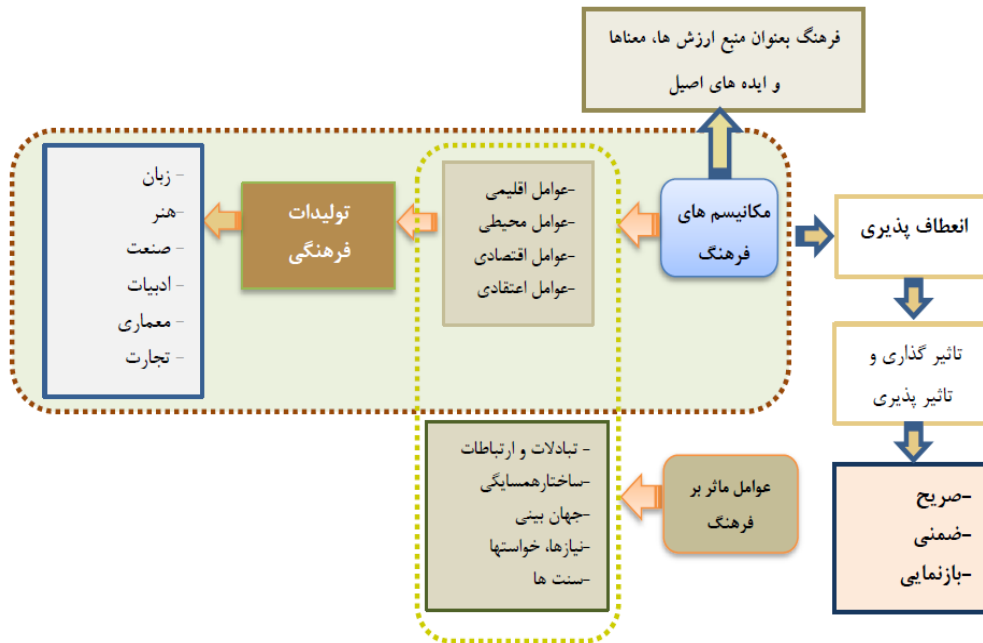 فرهنگ بعنوان منبع ارزش ها، معناها
و ایده های اصیل
مکانیسم های
فرهنگ
-عوامل اقلیمی
-عوامل محیطی
-عوامل اقتصادی
-عوامل اعتقادی
تولیدات
فرهنگی
- زبان
-هنر
- صنعت
- ادبیات
- معماری
- تجارت
انعطاف پذیری
تاثیر گذاری و
تاثیر پذیری
-صریح
-ضمنی
-بازنمایی
عوامل ماثر بر
فرهنگ
- تبادلات و ارتباطات
-ساختارهمسایگی
-جهان بینی
-نیازها، خواستها
-سنت ها